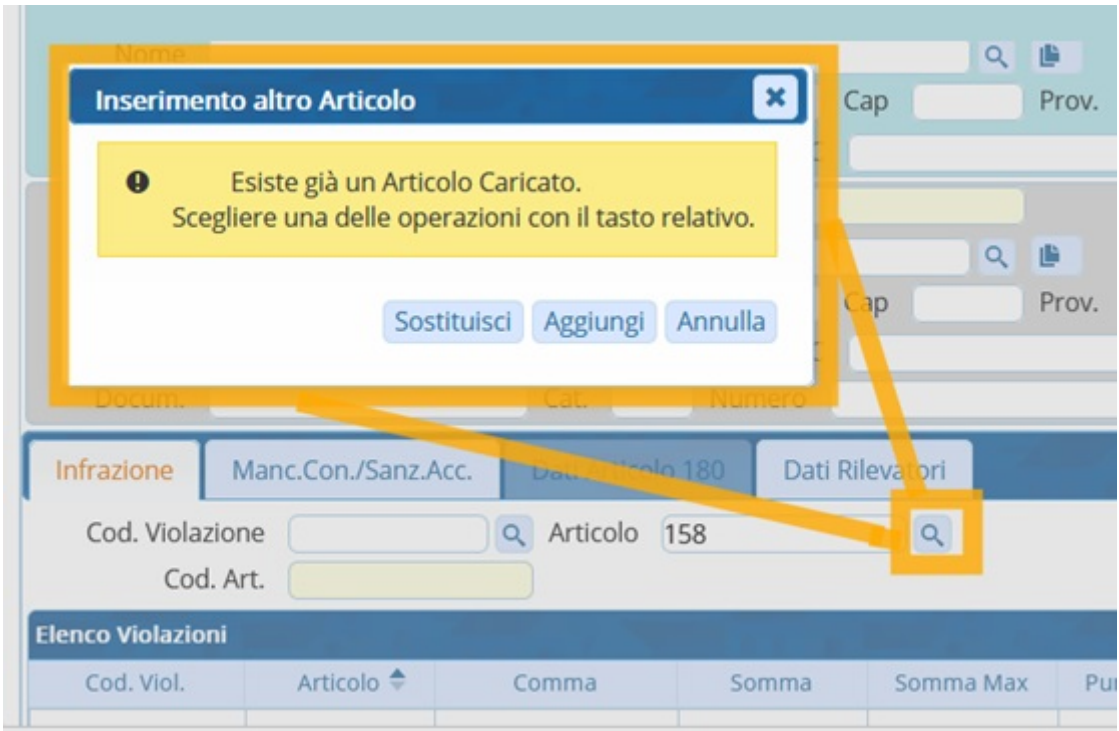 Nome
Inserimento altro Articolo
Cap
Prov.
Esiste già un Articolo Caricato.
Scegliere una delle operazioni con il tasto relativo.
Cap
Prov.
Sostituisci Aggiungi Annulla
Docum.
Cat.
Numero
Infrazione
Manc.Con./Sanz.Acc.
Dati Articolo 180
Dati Rilevatori
Cod. Violazione
Articolo 158
Cod. Art.
Elenco Violazioni
Cod. Viol. Articolo Comma Somma Somma Max